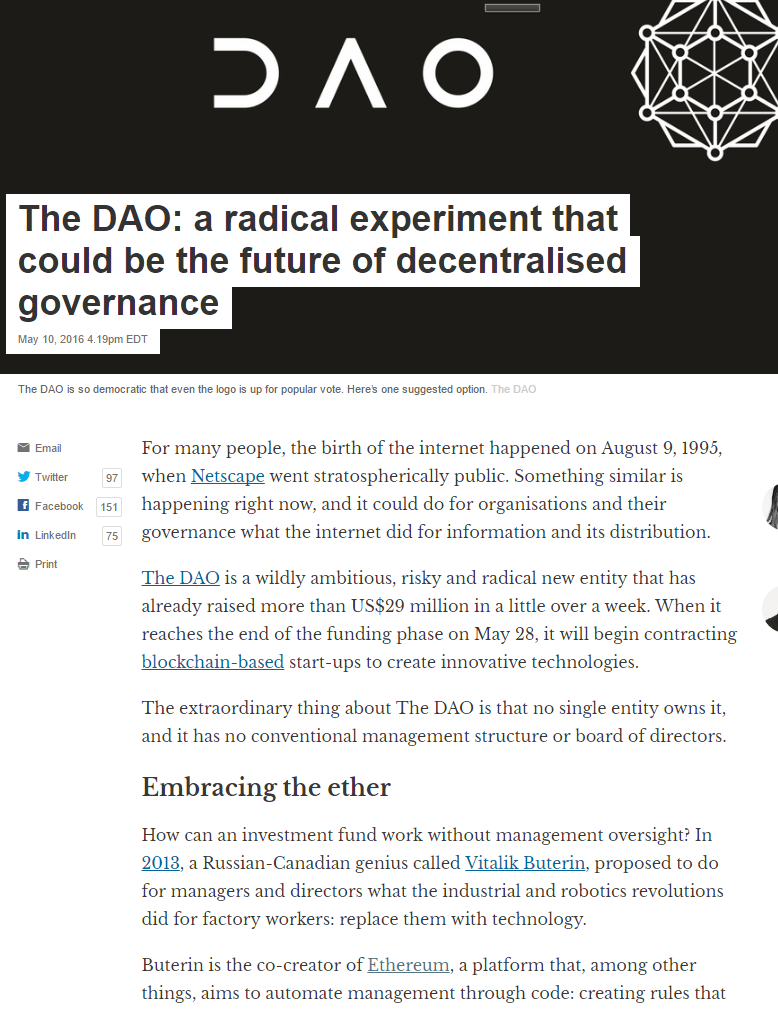 DAO
The DAO: a radical experiment that
could be the future of decentralised
governance
May 10, 2016 4.19pm EDT
The DAO is so democratic that even the logo is up for popular vote. Here's one suggested option. The DAO
Email
Twitter 97
Facebook 151
LinkedIn 75
Print
For many people, the birth of the internet happened on August 9, 1995,
when Netscape went stratospherically public. Something similar is
happening right now, and it could do for organisations and their
governance what the internet did for information and its distribution.
The DAO is a wildly ambitious, risky and radical new entity that has
already raised more than US$29 million in a little over a week. When it
reaches the end of the funding phase on May 28, it will begin contracting
blockchain-based start-ups to create innovative technologies.
The extraordinary thing about The DAO is that no single entity owns it,
and it has no conventional management structure or board of directors.
Embracing the ether
How can an investment fund work without management oversight? In
2013, a Russian-Canadian genius called Vitalik Buterin, proposed to do
for managers and directors what the industrial and robotics revolutions
did for factory workers: replace them with technology.
Buterin is the co-creator of Ethereum, a platform that, among other
things, aims to automate management through code: creating rules that